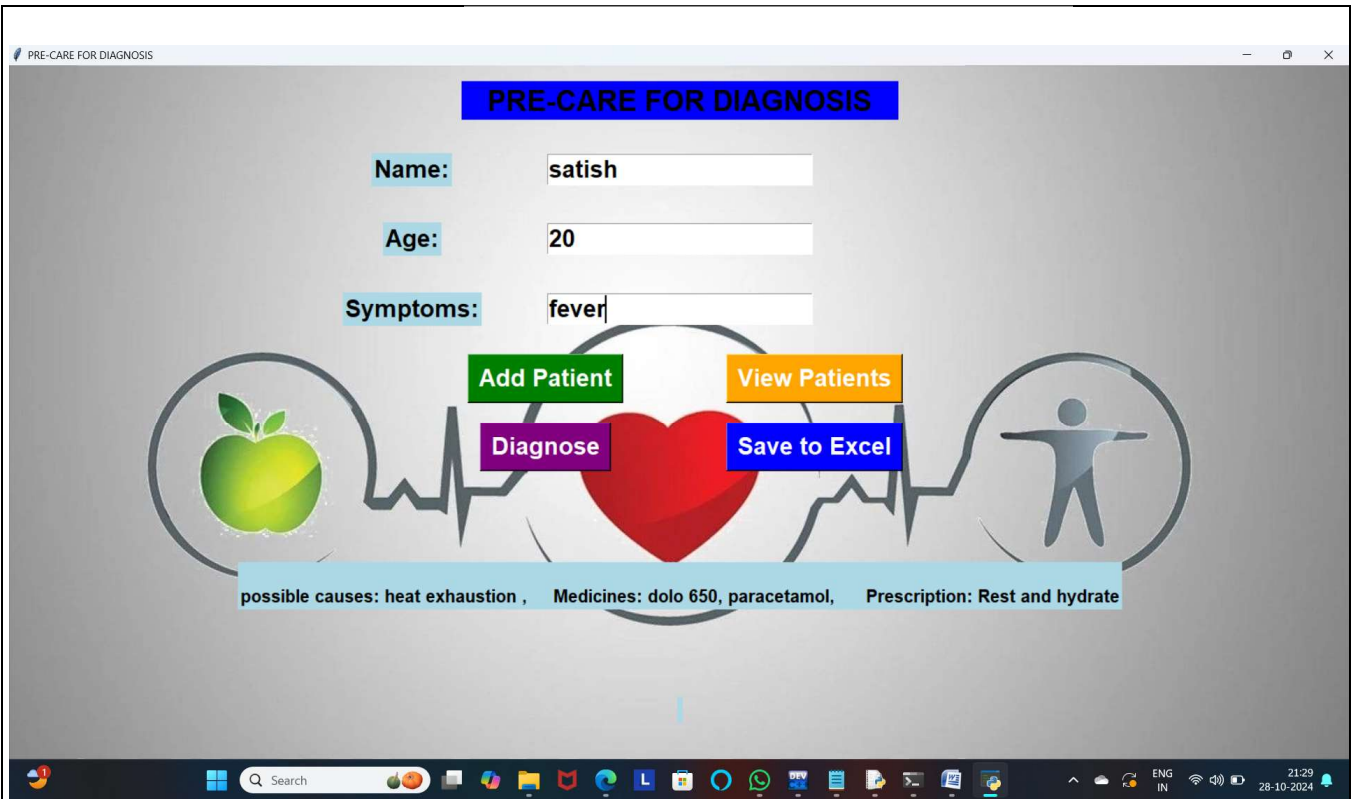 PRE-CARE FOR DIAGNOSIS
PRE-CARE FOR DIAGNOSIS
Name: satish
Age: 20
Symptoms: fever
Add Patient View Patients
Diagnose Save to Excel
possible causes: heat exhaustion , Medicines: dolo 650, paracetamol, Prescription: Rest and hydrate
1 Search L DEV ENG 21:29
IN 28-10-2024